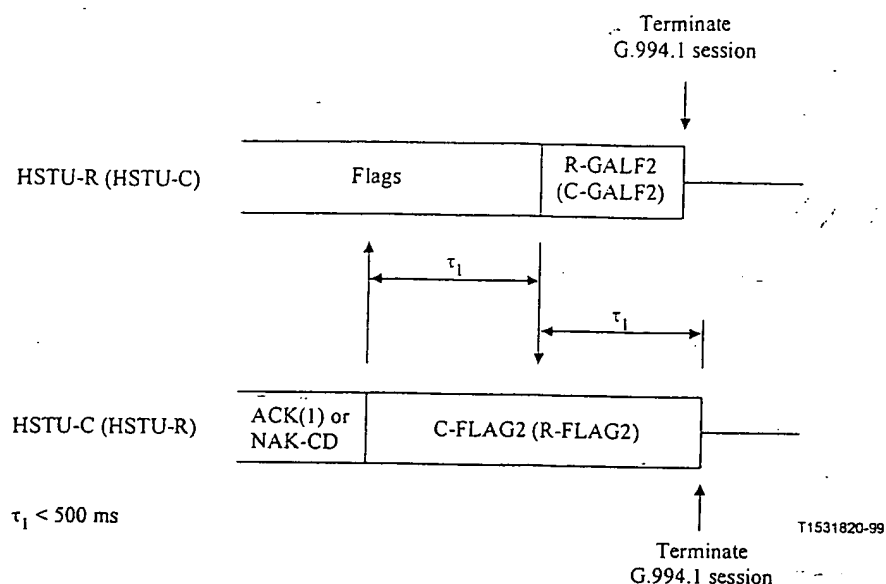 Terminate
G.994.1 session
HSTU-R (HSTU-C)
Flags
R-GALF2
(C-GALF2)
τ1
τ1
HSTU-C (HSTU-R)
ACK(1) or
NAK-CD
C-FLAG2 (R-FLAG2)
τ1 < 500 ms
T1531820-99
Terminate
G.994.1 session